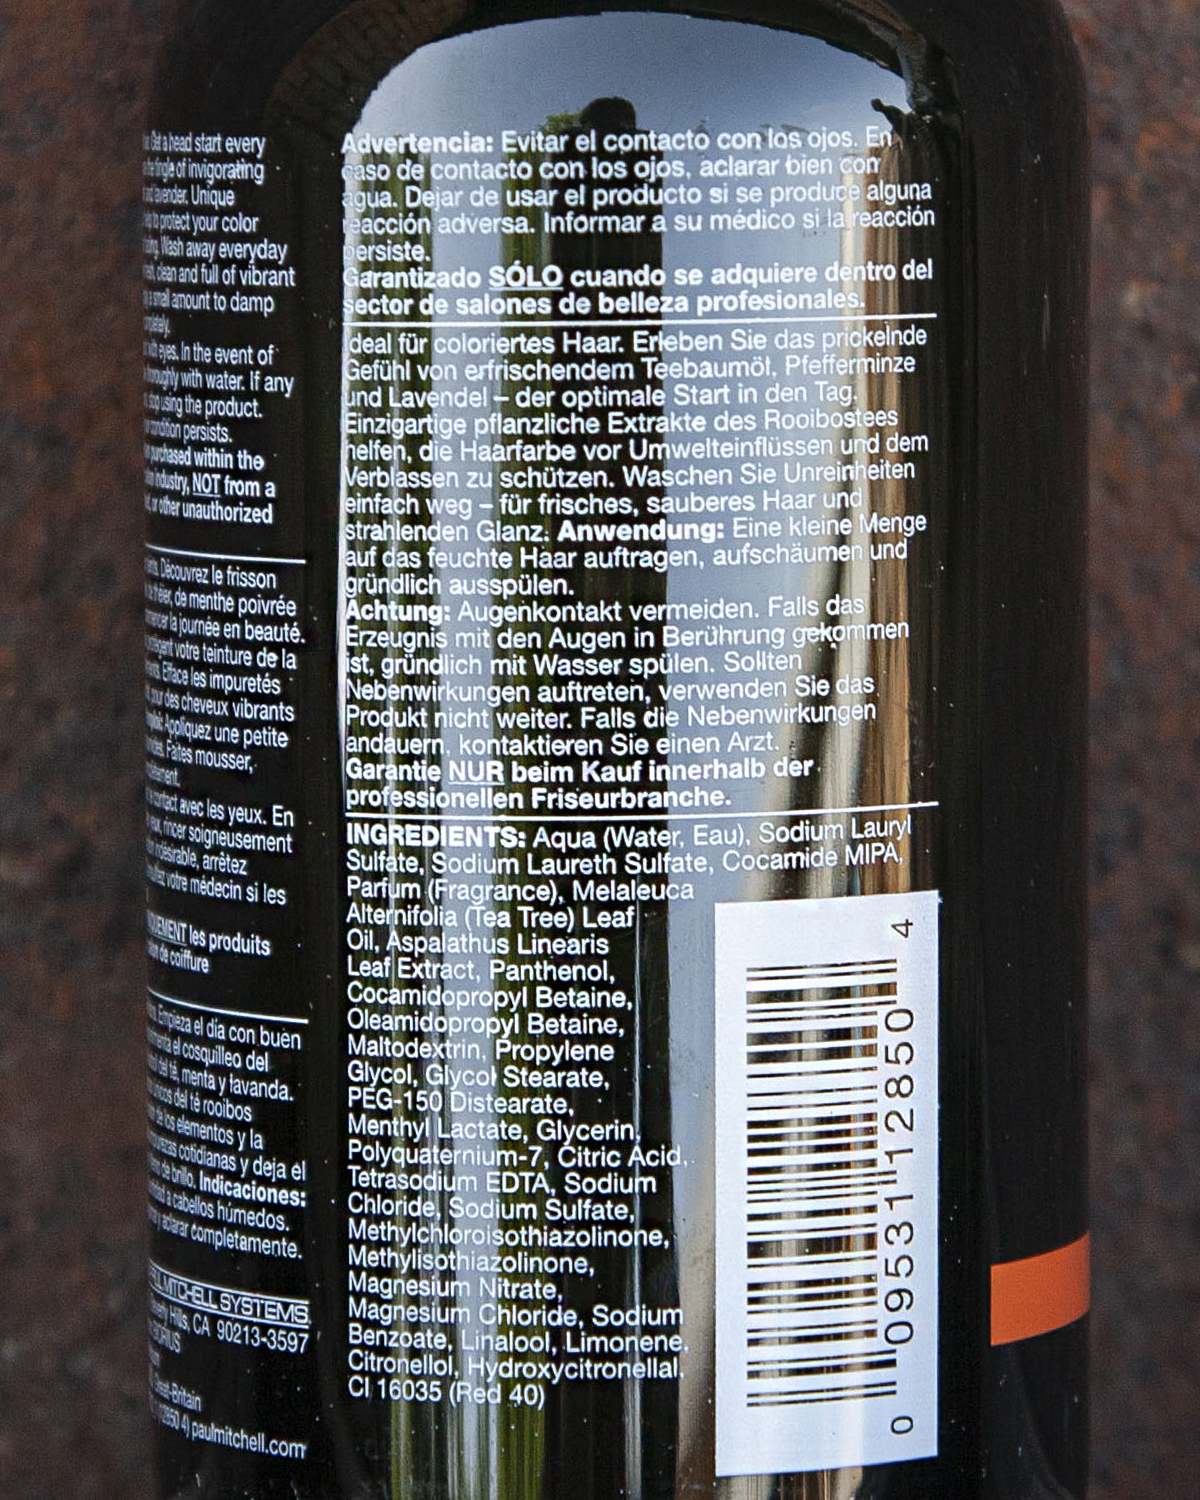 Get a head start every
tingle of invigorating
and lavender. Unique
to protect your color
Wash away everyday
clean and full of vibrant
a small amount to damp
eyes. In the event of
thoroughly with water. If any
stop using the product.
condition persists.
purchased within the
industry, NOT from a
or other unauthorized
Découvrez le frisson
de menthe poivrée
la journée en beauté.
votre teinture de la
Efface les impuretés
pour des cheveux vibrants
Appliquez une petite
Faites mousser,
contact avec les yeux. En
rincer soigneusement
indésirable, arrêtez
votre médecin si les
les produits
de coiffure
Empieza el día con buen
el cosquilleo del
del té, menta y lavanda.
del té rooibos
los elementos y la
cotidianas y deja el
de brillo. Indicaciones:
a cabellos húmedos.
y aclarar completamente.
MITCHELL SYSTEMS
Hills, CA 90213-3597
paulmitchell.com
Advertencia: Evitar el contacto con los ojos. En
caso de contacto con los ojos, aclarar bien con
agua. Dejar de usar el producto si se produce alguna
reacción adversa. Informar a su médico si la reacción
persiste.
Garantizado SÓLO cuando se adquiere dentro del
sector de salones de belleza profesionales.
Ideal für coloriertes Haar. Erleben Sie das prickelnde
Gefühl von erfrischendem Teebaumöl, Pfefferminze
und Lavendel – der optimale Start in den Tag.
Einzigartige pflanzliche Extrakte des Rooibostees
helfen, die Haarfarbe vor Umwelteinflüssen und dem
Verblassen zu schützen. Waschen Sie Unreinheiten
einfach weg – für frisches, sauberes Haar und
strahlenden Glanz. Anwendung: Eine kleine Menge
auf das feuchte Haar auftragen, aufschäumen und
gründlich ausspülen.
Achtung: Augenkontakt vermeiden. Falls das
Erzeugnis mit den Augen in Berührung gekommen
ist, gründlich mit Wasser spülen. Sollten
Nebenwirkungen auftreten, verwenden Sie das
Produkt nicht weiter. Falls die Nebenwirkungen
andauern, kontaktieren Sie einen Arzt.
Garantie NUR beim Kauf innerhalb der
professionellen Friseurbranche.
INGREDIENTS: Aqua (Water, Eau), Sodium Lauryl
Sulfate, Sodium Laureth Sulfate, Cocamide MIPA,
Parfum (Fragrance), Melaleuca
Alternifolia (Tea Tree) Leaf
Oil, Aspalathus Linearis
Leaf Extract, Panthenol,
Cocamidopropyl Betaine,
Oleamidopropyl Betaine,
Maltodextrin, Propylene
Glycol, Glycol Stearate,
PEG-150 Distearate,
Menthyl Lactate, Glycerin,
Polyquaternium-7, Citric Acid,
Tetrasodium EDTA, Sodium
Chloride, Sodium Sulfate,
Methylchloroisothiazolinone,
Methylisothiazolinone,
Magnesium Nitrate,
Magnesium Chloride, Sodium
Benzoate, Linalool, Limonene,
Citronellol, Hydroxycitronellal,
CI 16035 (Red 40)
0 09531 12850 4